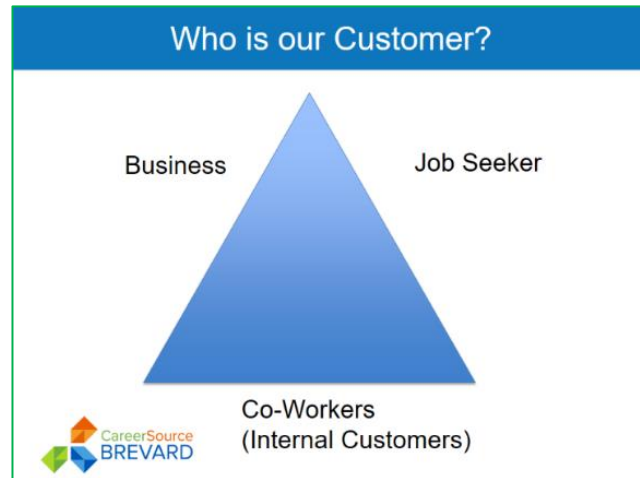 Who is our Customer?
Business
Job Seeker
Co-Workers
(Internal Customers)
CareerSource
BREVARD